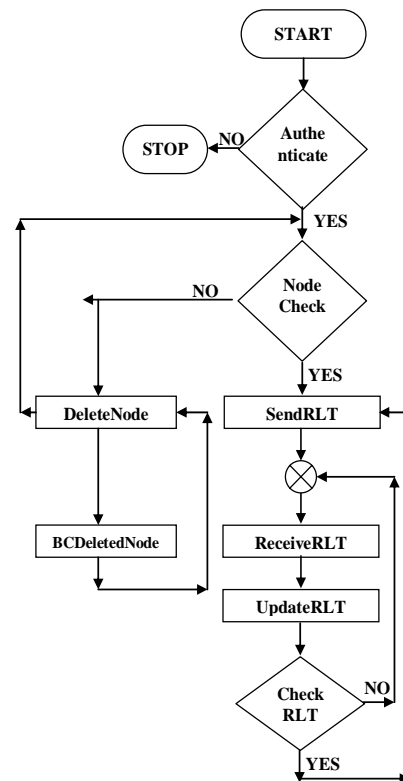 START
Authe
nticate
NO
STOP
YES
Node
Check
NO
YES
DeleteNode
SendRLT
BCDeletedNode
ReceiveRLT
UpdateRLT
Check
RLT
NO
YES